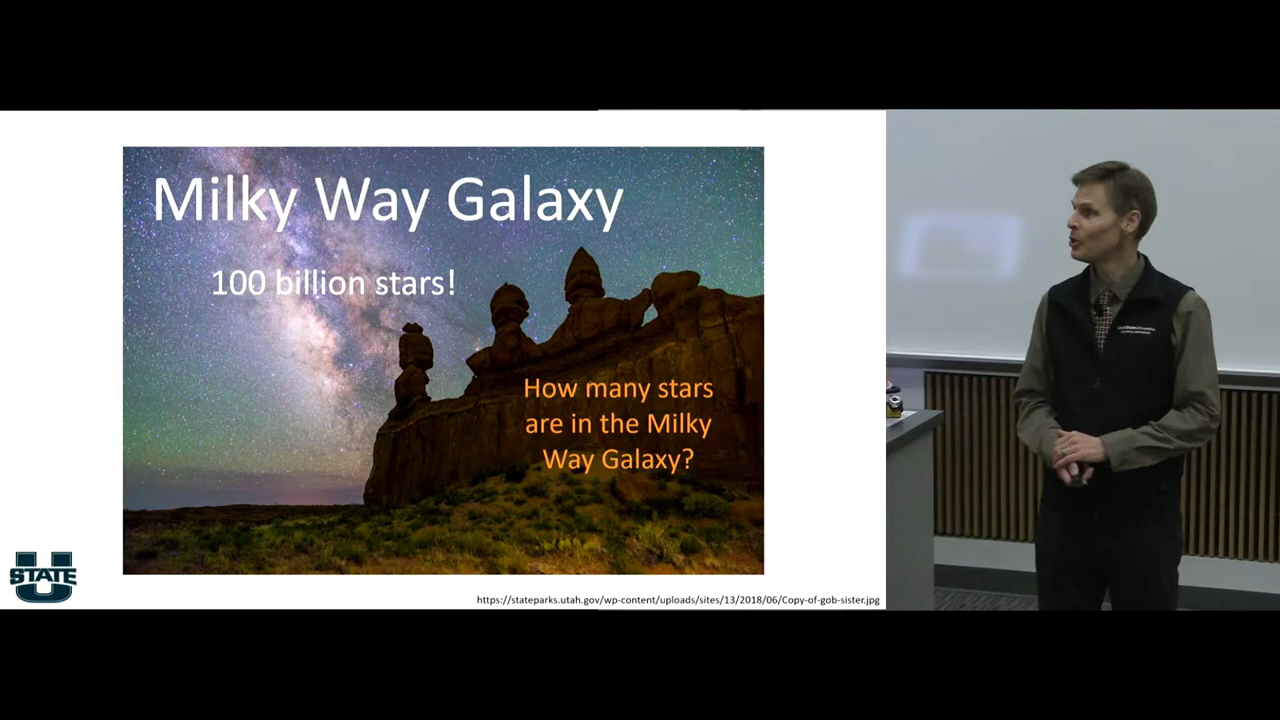 Milky Way Galaxy
100 billion stars!
How many stars
are in the Milky
Way Galaxy?
U
STATE
https://stateparks.utah.gov/wp-content/uploads/sites/13/2018/06/Copy-of-gob-sister.jpg
UtahStateUniversity